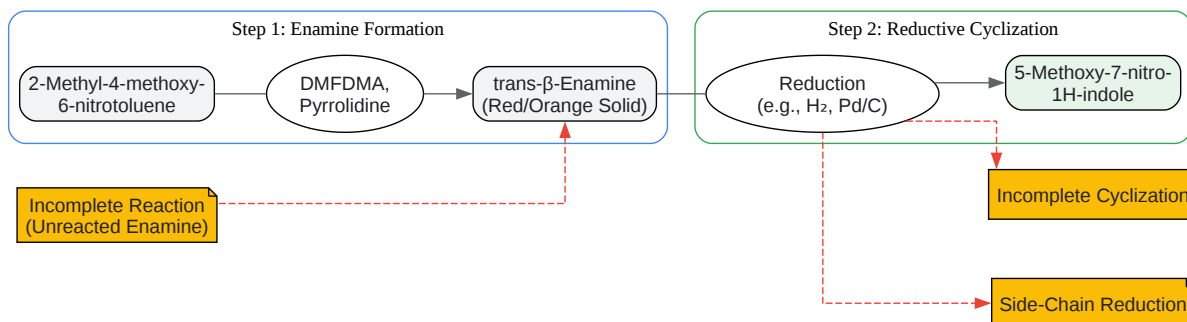 Step 1: Enamine Formation
2-Methyl-4-methoxy-
6-nitrotoluene
DMFDMA,
Pyrrolidine
trans-β-Enamine
(Red/Orange Solid)
Step 2: Reductive Cyclization
Reduction
(e.g., H₂, Pd/C)
5-Methoxy-7-nitro-
1H-indole
Incomplete Reaction
(Unreacted Enamine)
Incomplete Cyclization
Side-Chain Reduction